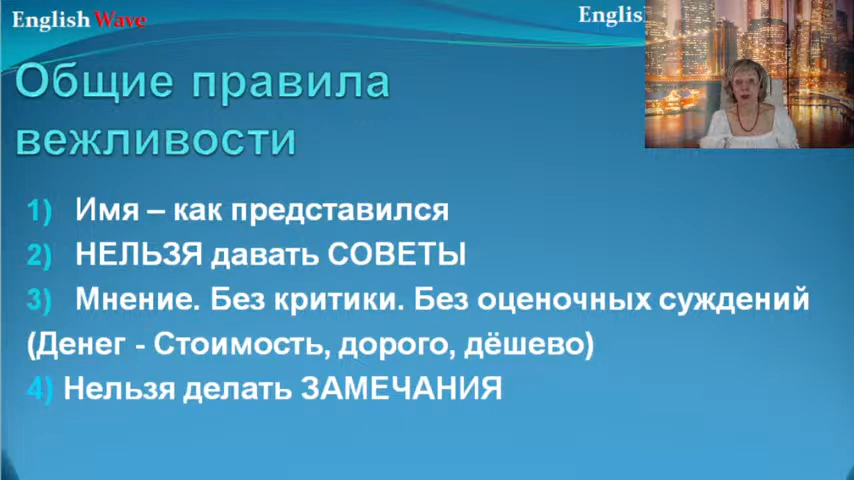 English Wave
Englis
Общие правила
вежливости
1) Имя – как представился
2) НЕЛЬЗЯ давать СОВЕТЫ
3) Мнение. Без критики. Без оценочных суждений
(Денег - Стоимость, дорого, дёшево)
4) Нельзя делать ЗАМЕЧАНИЯ